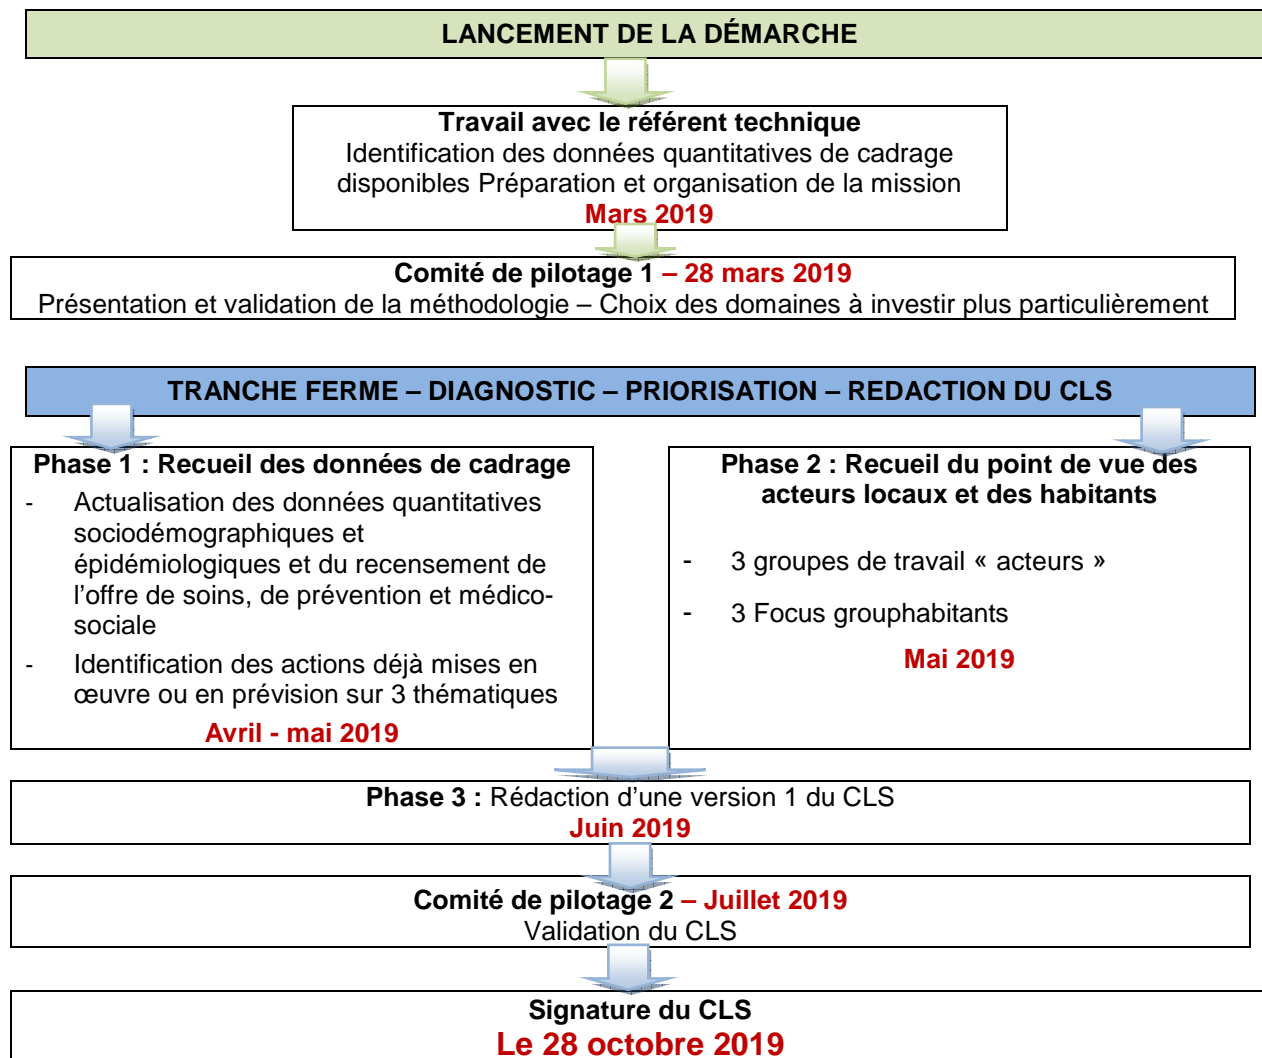 LANCEMENT DE LA DÉMARCHE
Travail avec le référent technique
Identification des données quantitatives de cadrage
disponibles Préparation et organisation de la mission
Mars 2019
Comité de pilotage 1 – 28 mars 2019
Présentation et validation de la méthodologie – Choix des domaines à investir plus particulièrement
TRANCHE FERME – DIAGNOSTIC – PRIORISATION – REDACTION DU CLS
Phase 1 : Recueil des données de cadrage
- Actualisation des données quantitatives
sociodémographiques et
épidémiologiques et du recensement de
l'offre de soins, de prévention et médico-
sociale
- Identification des actions déjà mises en
œuvre ou en prévision sur 3 thématiques
Avril - mai 2019
Phase 2 : Recueil du point de vue des
acteurs locaux et des habitants
- 3 groupes de travail « acteurs »
- 3 Focus grouphabitants
Mai 2019
Phase 3 : Rédaction d'une version 1 du CLS
Juin 2019
Comité de pilotage 2 – Juillet 2019
Validation du CLS
Signature du CLS
Le 28 octobre 2019